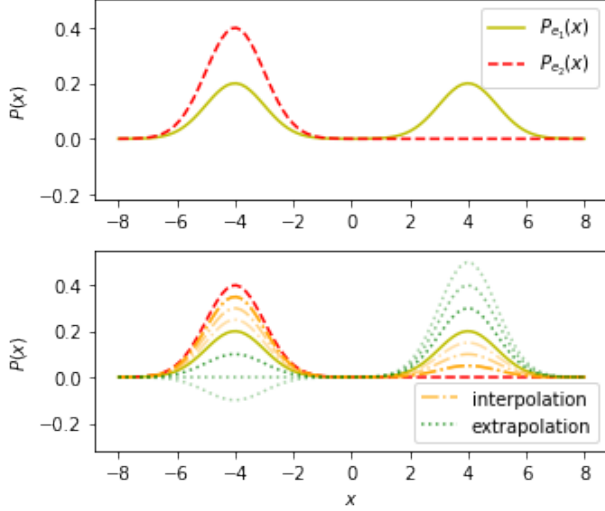 0.4
0.2
0.0
−0.2
P(x)
P_{e_1}(x)
P_{e_2}(x)
−8 −6 −4 −2 0 2 4 6 8
0.4
0.2
0.0
−0.2
P(x)
interpolation
extrapolation
−8 −6 −4 −2 0 2 4 6 8
x